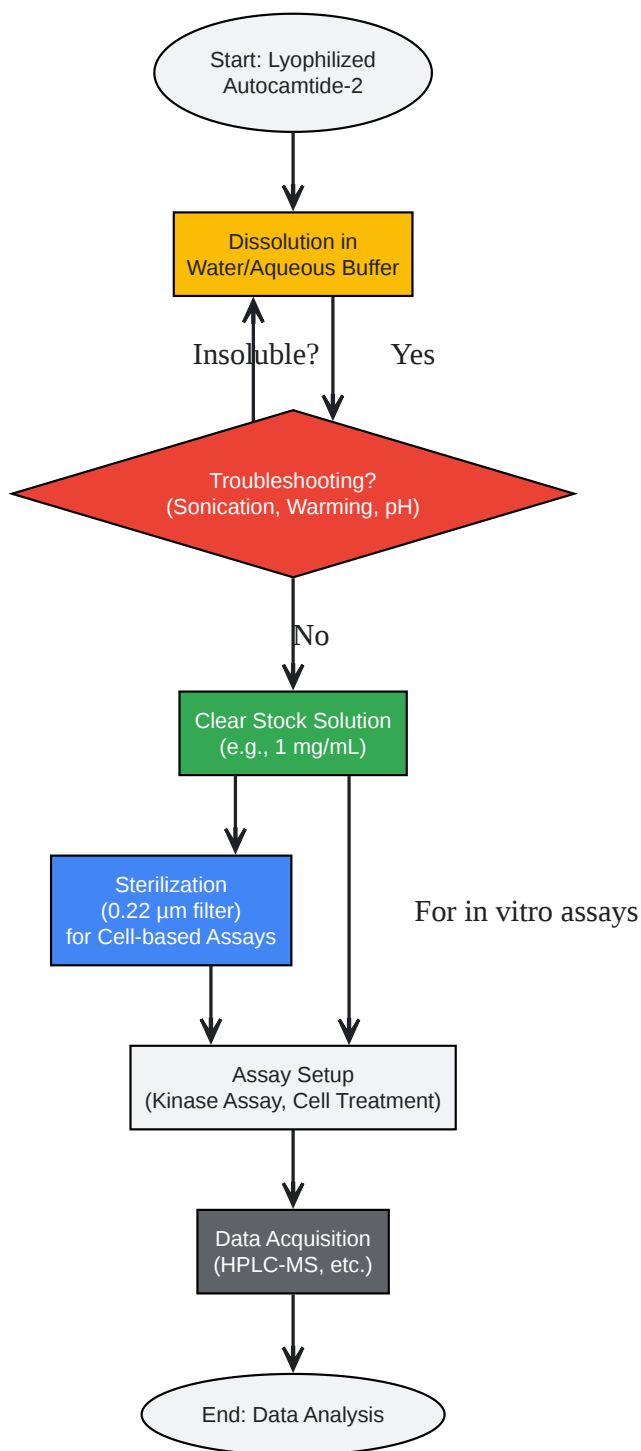 Start: Lyophilized
Autocamtide-2
Dissolution in
Water/Aqueous Buffer
Insoluble?
Yes
Troubleshooting?
(Sonication, Warming, pH)
No
Clear Stock Solution
(e.g., 1 mg/mL)
Sterilization
(0.22 µm filter)
for Cell-based Assays
For in vitro assays
Assay Setup
(Kinase Assay, Cell Treatment)
Data Acquisition
(HPLC-MS, etc.)
End: Data Analysis